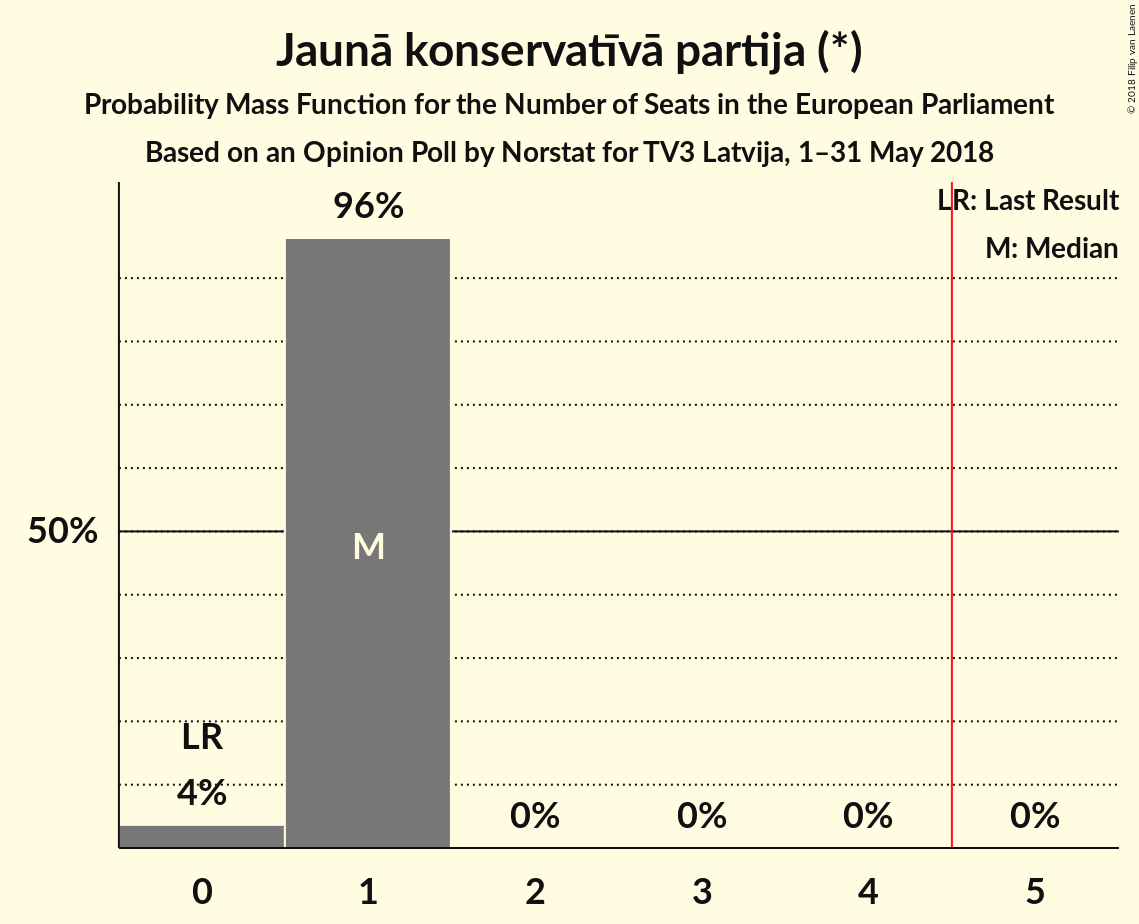 Jaunā konservatīvā partija (*)
Probability Mass Function for the Number of Seats in the European Parliament
Based on an Opinion Poll by Norstat for TV3 Latvija, 1–31 May 2018
© 2018 Filip van Laenen
LR: Last Result
M: Median
96%
50%
M
LR
4%
0%
0%
0%
0%
0
1
2
3
4
5